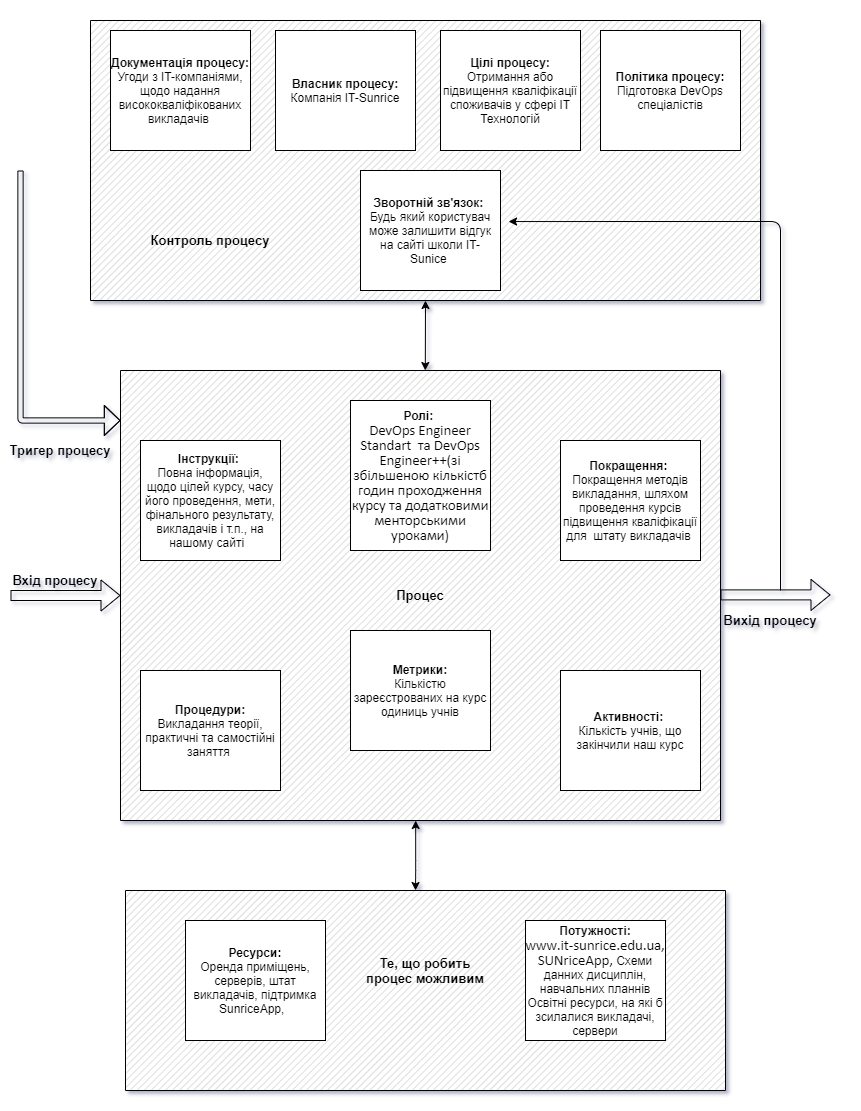 Документація процесу:
Угоди з ІТ-компаніями,
щодо надання
висококваліфікованих
викладачів
Власник процесу:
Компанія IT-Sunrice
Цілі процесу:
Отримання або
підвищення кваліфікації
споживачів у сфері ІТ
Технологій
Політика процесу:
Підготовка DevOps
спеціалістів
Зворотній зв'язок:
Будь який користувач
може залишити відгук
на сайті школи IT-
Sunice
Контроль процесу
Тригер процесу
Інструкції:
Повна інформація,
щодо цілей курсу, часу
його проведення, мети,
фінального результату,
викладачів і т.п., на
нашому сайті
Ролі:
DevOps Engineer
Standart та DevOps
Engineer++(зі
збільшеною кількістб
годин проходження
курсу та додатковими
менторськими
уроками)
Покращення:
Покращення методів
викладання, шляхом
проведення курсів
підвищення кваліфікації
для штату викладачів
Вхід процесу
Процес
Вихід процесу
Процедури:
Викладання теорії,
практичні та самостійні
заняття
Метрики:
Кількістю
зареєстрованих на курс
одиниць учнів
Активності:
Кількість учнів, що
закінчили наш курс
Ресурси:
Оренда приміщень,
серверів, штат
викладачів, підтримка
SunriceApp,
Те, що робить
процес можливим
Потужності:
www.it-sunrice.edu.ua,
SUNriceApp, Схеми
данних дисциплін,
навчальних планнів
Освітні ресурси, на які б
зсилалися викладачі,
сервери